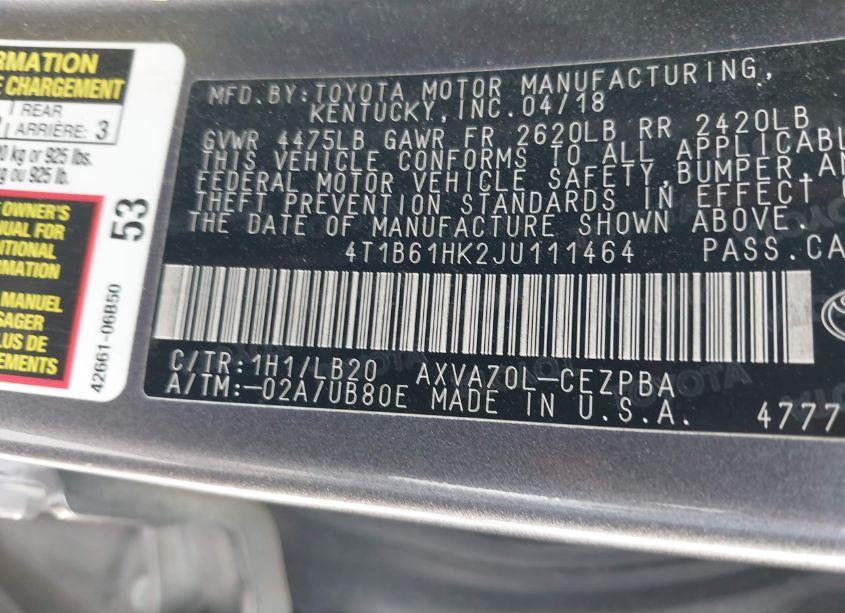 RMATION
E CHARGEMENT
REAR
ARRIÈRE: 3
0 kg or 925 lbs.
g ou 925 lb.
OWNER'S
UAL FOR
ITIONAL
RMATION
MANUEL
SAGER
LUS DE
EMENTS
53
42661-06B50
MFD.BY:TOYOTA MOTOR MANUFACTURING,
KENTUCKY,INC.04/18
GVWR 4475LB GAWR FR 2620LB RR 2420LB
THIS VEHICLE CONFORMS TO ALL APPLICABL
FEDERAL MOTOR VEHICLE SAFETY,BUMPER,AN
THEFT PREVENTION STANDARDS IN EFFECT O
THE DATE OF MANUFACTURE SHOWN ABOVE.
4T1B61HK2JU111464 PASS.CA
C/TR:1H1/LB20 AXVA70L-CEZPBA
A/TM:-02A/UB80E MADE IN U.S.A. 4777